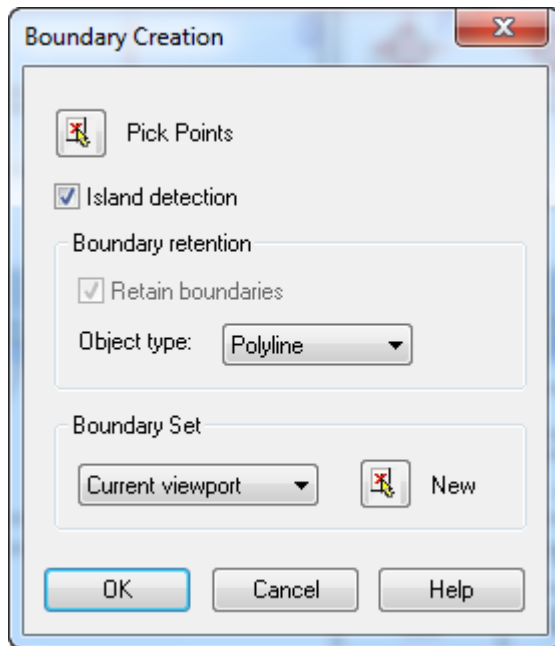 Boundary Creation
Pick Points
Island detection
Boundary retention
Retain boundaries
Object type: Polyline
Boundary Set
Current viewport New
OK Cancel Help